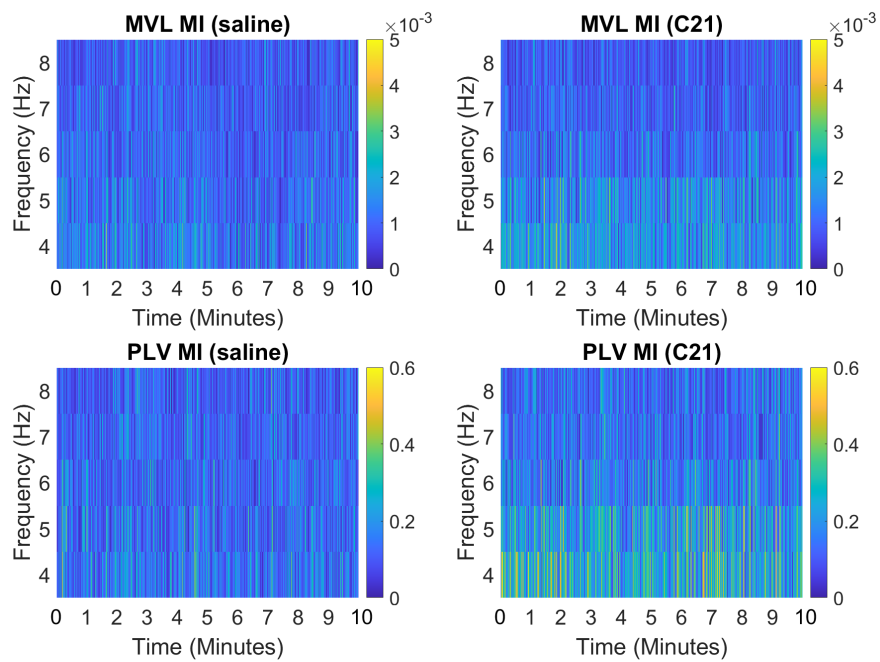 MVL MI (saline)
×10-3
Frequency (Hz)
8
7
6
5
4
0 1 2 3 4 5 6 7 8 9 10
Time (Minutes)
5
4
3
2
1
0
MVL MI (C21)
×10-3
Frequency (Hz)
8
7
6
5
4
0 1 2 3 4 5 6 7 8 9 10
Time (Minutes)
5
4
3
2
1
0
PLV MI (saline)
Frequency (Hz)
8
7
6
5
4
0 1 2 3 4 5 6 7 8 9 10
Time (Minutes)
0.6
0.4
0.2
0
PLV MI (C21)
Frequency (Hz)
8
7
6
5
4
0 1 2 3 4 5 6 7 8 9 10
Time (Minutes)
0.6
0.4
0.2
0